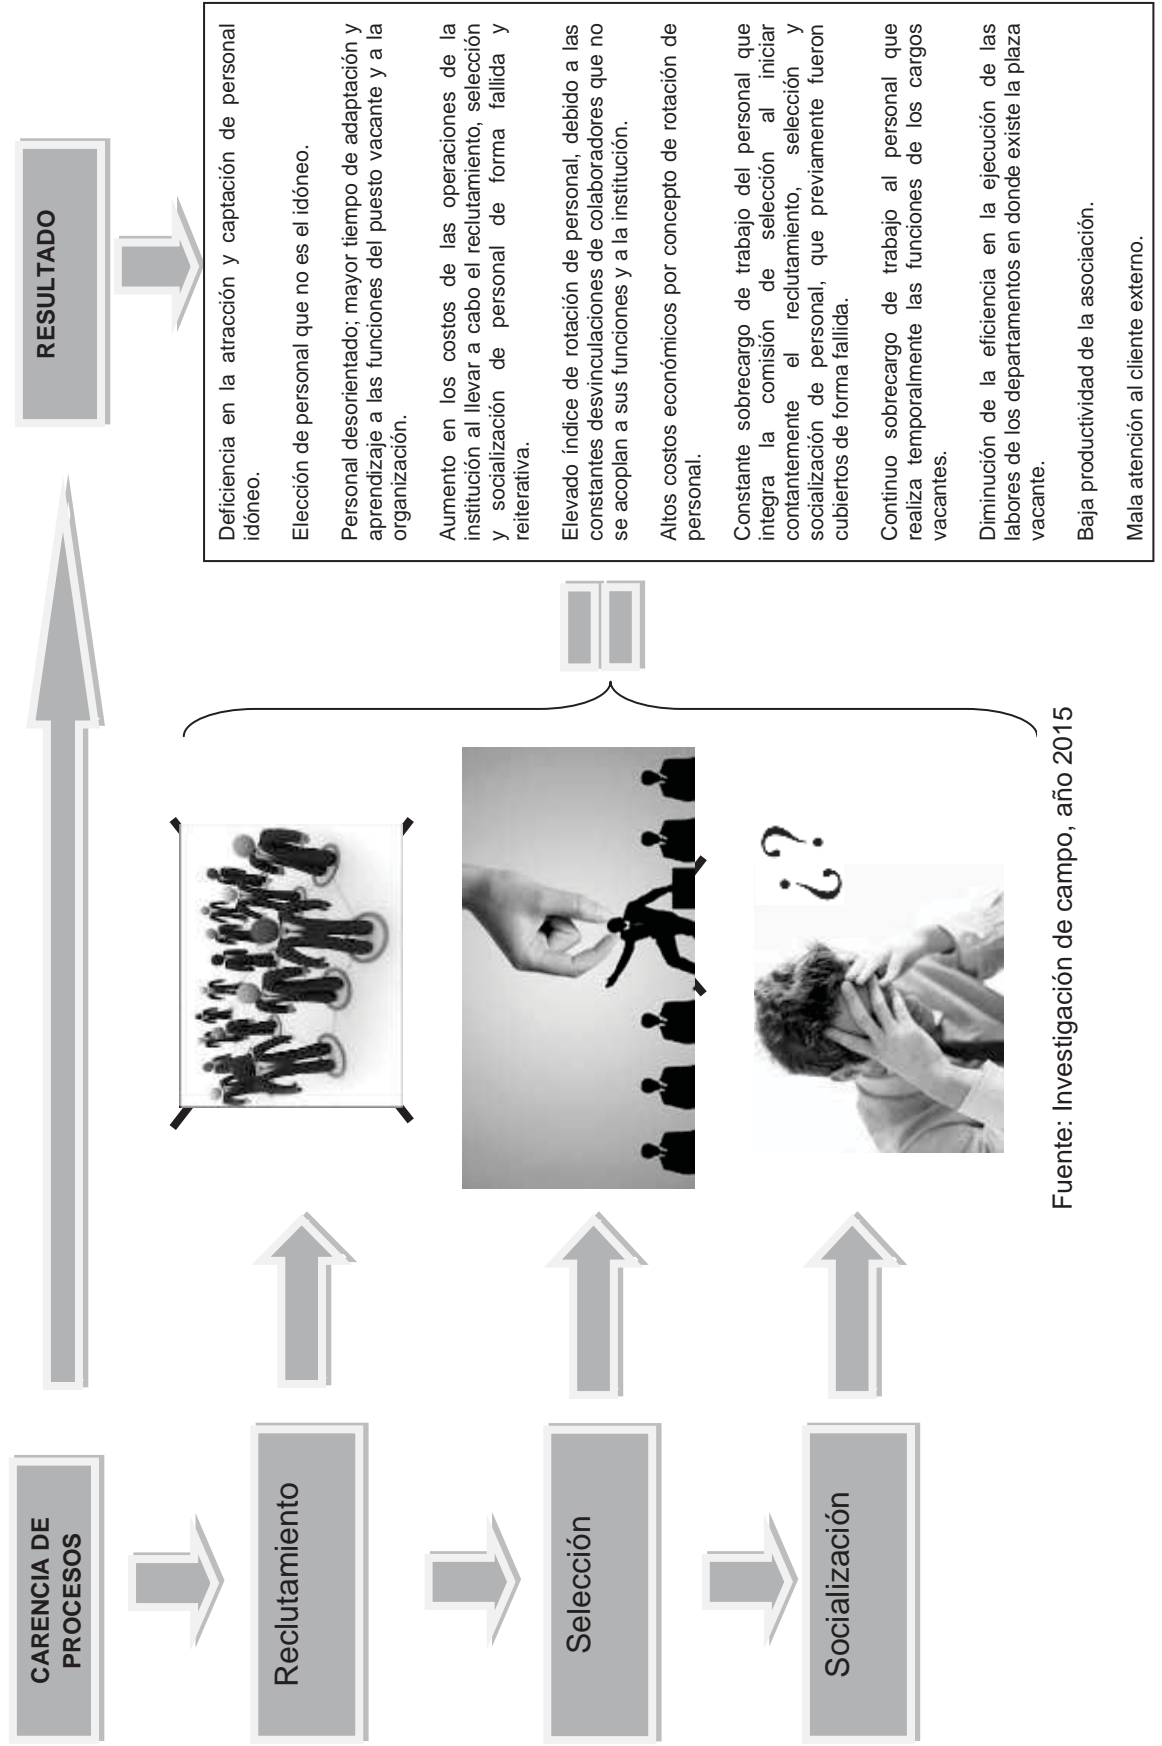 CARENCIA DE
PROCESOS
RESULTADO
Reclutamiento
Selección
Socialización
¿?
Deficiencia en la atracción y captación de personal
idóneo.
Elección de personal que no es el idóneo.
Personal desorientado; mayor tiempo de adaptación y
aprendizaje a las funciones del puesto vacante y a la
organización.
Aumento en los costos de las operaciones de la
institución al llevar a cabo el reclutamiento, selección
y socialización de personal de forma fallida y
reiterativa.
Elevado índice de rotación de personal, debido a las
constantes desvinculaciones de colaboradores que no
se acoplan a sus funciones y a la institución.
Altos costos económicos por concepto de rotación de
personal.
Constante sobrecargo de trabajo del personal que
integra la comisión de selección al iniciar
contantemente el reclutamiento, selección y
socialización de personal, que previamente fueron
cubiertos de forma fallida.
Continuo sobrecargo de trabajo al personal que
realiza temporalmente las funciones de los cargos
vacantes.
Diminución de la eficiencia en la ejecución de las
labores de los departamentos en donde existe la plaza
vacante.
Baja productividad de la asociación.
Mala atención al cliente externo.
Fuente: Investigación de campo, año 2015